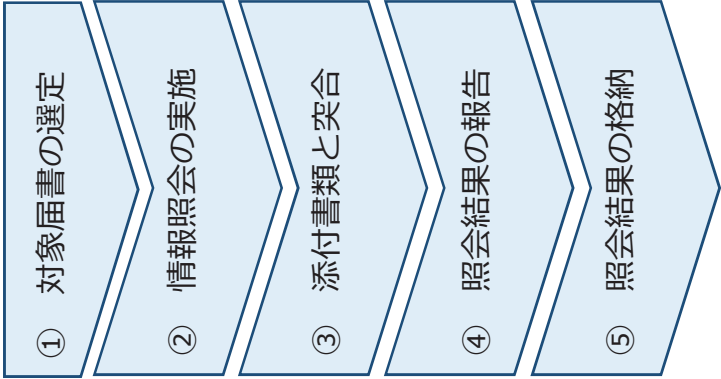 ① 対象届書の選定
② 情報照会の実施
③ 添付書類と突合
④ 照会結果の報告
⑤ 照会結果の格納